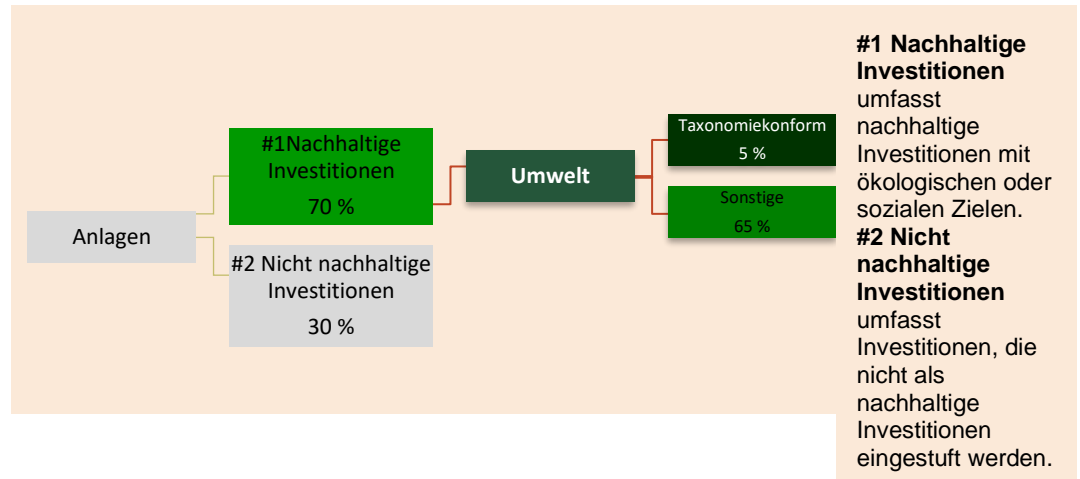 Anlagen
#1Nachhaltige
Investitionen
70 %
#2 Nicht nachhaltige
Investitionen
30 %
Umwelt
Taxonomiekonform
5 %
Sonstige
65 %
#1 Nachhaltige
Investitionen
umfasst
nachhaltige
Investitionen mit
ökologischen oder
sozialen Zielen.
#2 Nicht
nachhaltige
Investitionen
umfasst
Investitionen, die
nicht als
nachhaltige
Investitionen
eingestuft werden.